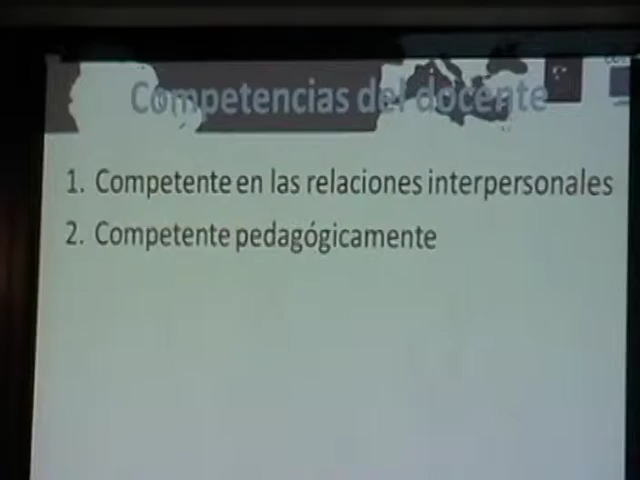 Competencias del docente
1. Competente en las relaciones interpersonales
2. Competente pedagógicamente